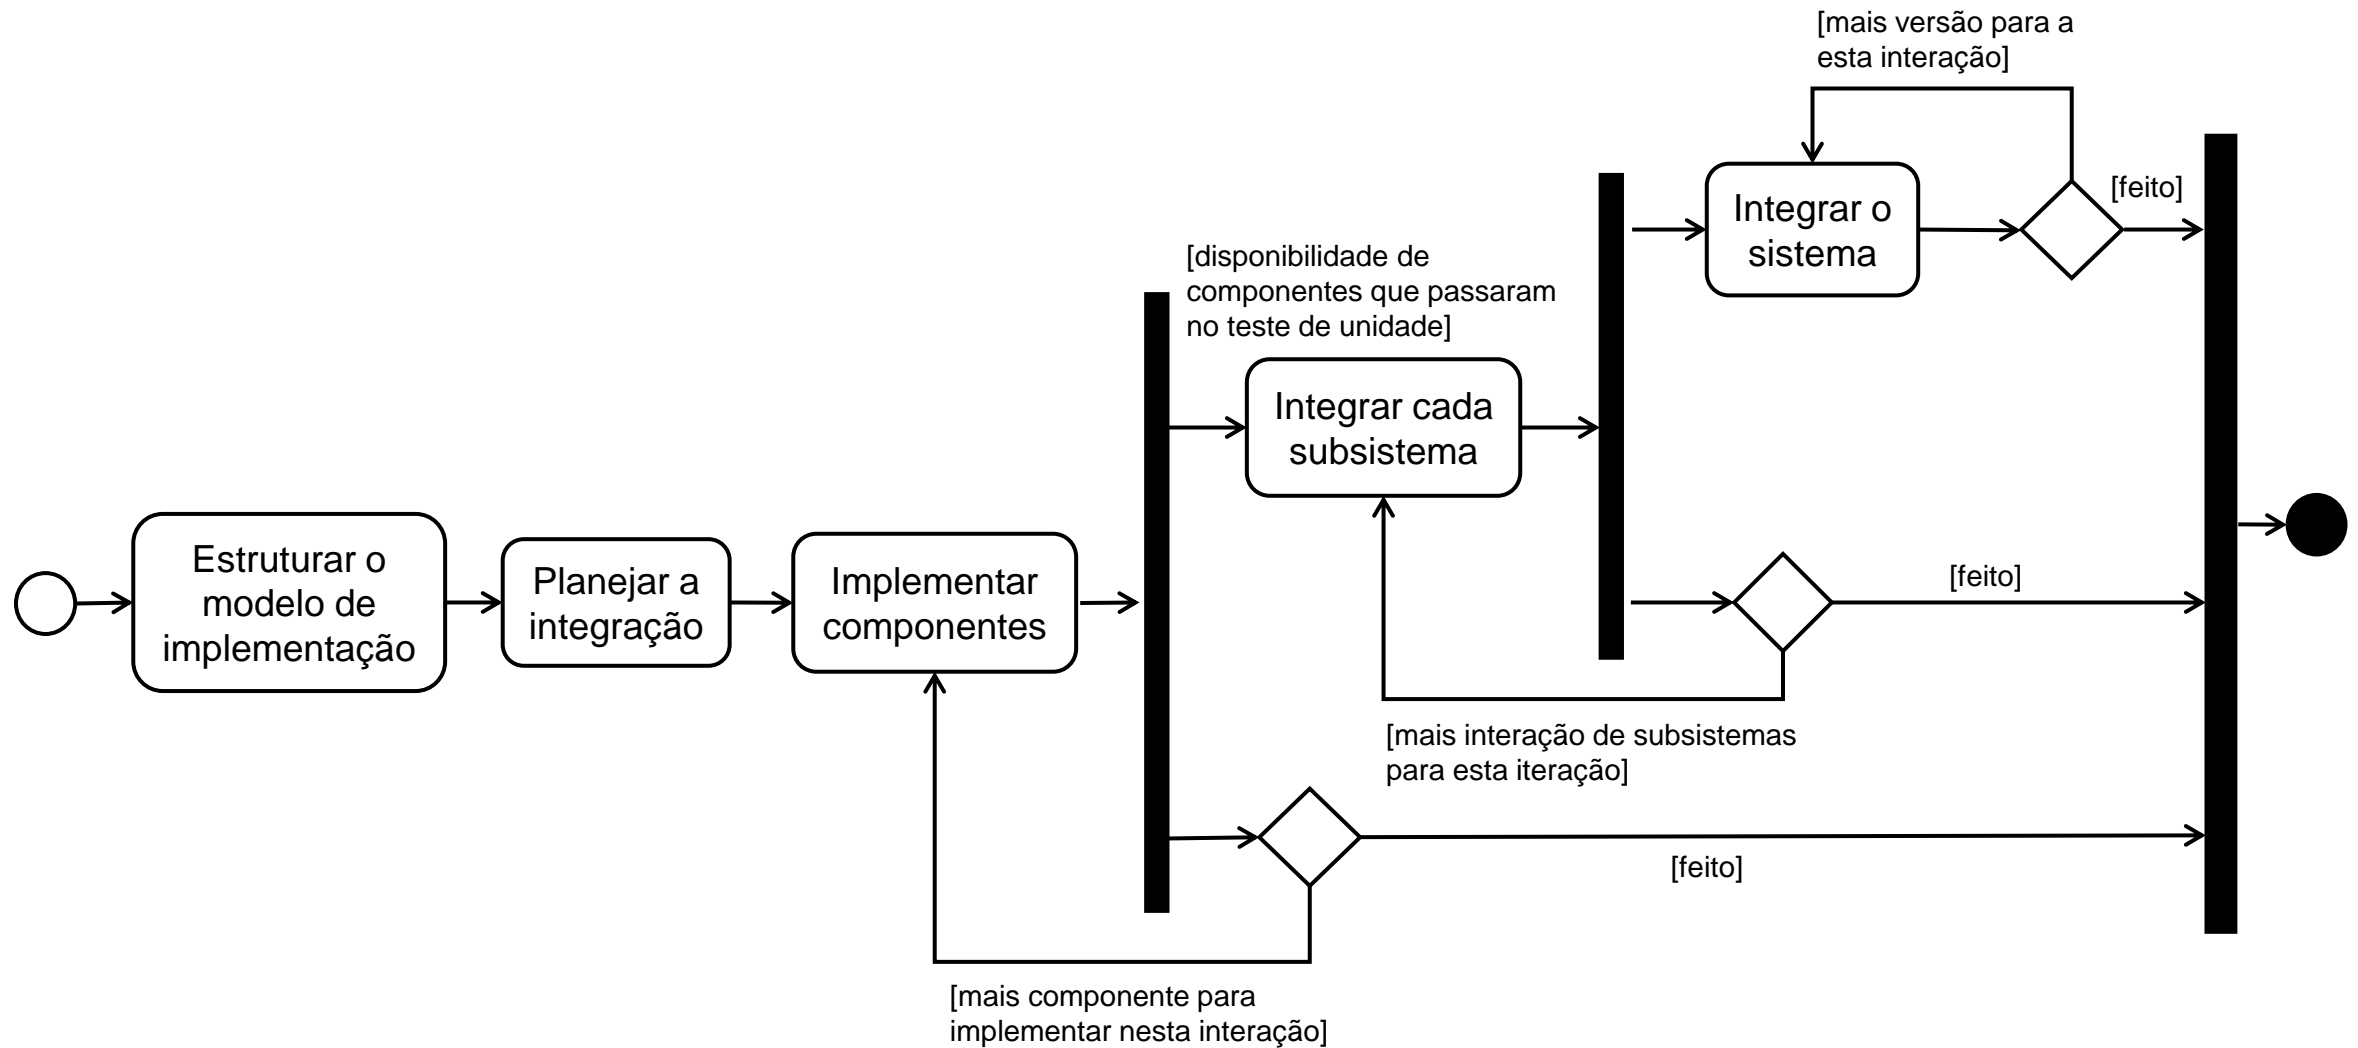 [mais versão para a
esta interação]
[feito]
Integrar o
sistema
[disponibilidade de
componentes que passaram
no teste de unidade]
Integrar cada
subsistema
Estruturar o
modelo de
implementação
Planejar a
integração
Implementar
componentes
[feito]
[mais interação de subsistemas
para esta iteração]
[feito]
[mais componente para
implementar nesta interação]